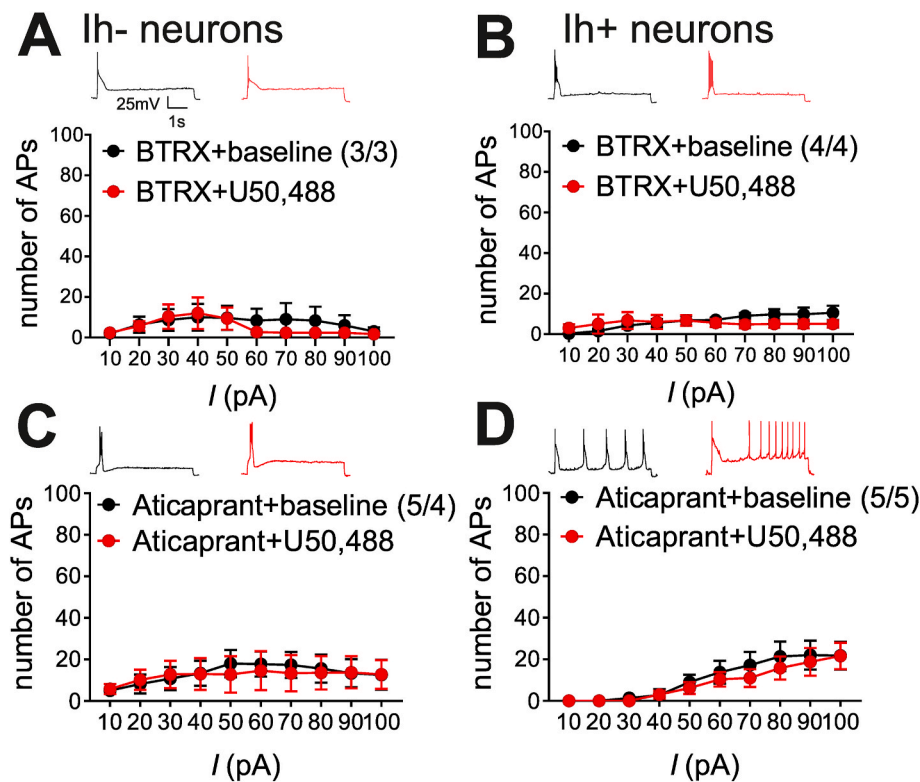 A Ih- neurons
B Ih+ neurons
25mV
1s
number of APs
100
80
60
40
20
0
BTRX+baseline (3/3)
BTRX+U50,488
10 20 30 40 50 60 70 80 90 100
I (pA)
number of APs
100
80
60
40
20
0
BTRX+baseline (4/4)
BTRX+U50,488
10 20 30 40 50 60 70 80 90 100
I (pA)
C
number of APs
100
80
60
40
20
0
Aticaprant+baseline (5/4)
Aticaprant+U50,488
10 20 30 40 50 60 70 80 90 100
I (pA)
D
number of APs
100
80
60
40
20
0
Aticaprant+baseline (5/5)
Aticaprant+U50,488
10 20 30 40 50 60 70 80 90 100
I (pA)